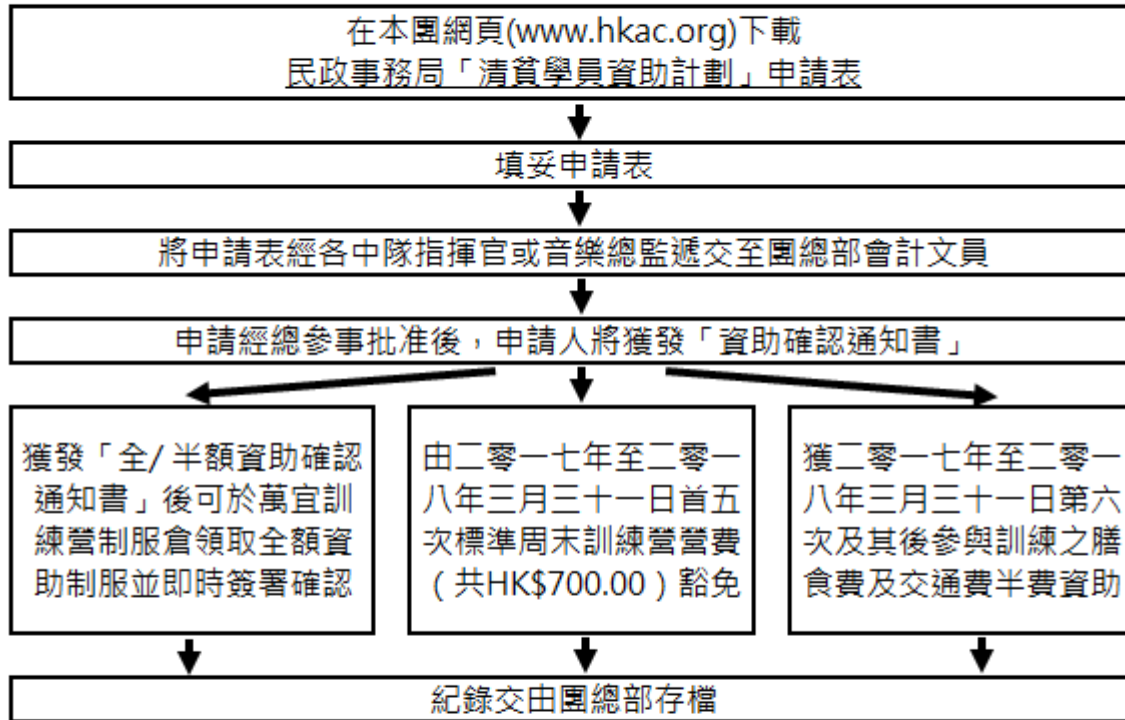 在本團網頁(www.hkac.org)下載
民政事務局「清貧學員資助計劃」申請表
填妥申請表
將申請表經各中隊指揮官或音樂總監遞交至團總部會計文員
申請經總參事批准後，申請人將獲發「資助確認通知書」
獲發「全/ 半額資助確認
通知書」後可於萬宜訓
練營制服倉領取全額資
助制服並即時簽署確認
由二零一七年至二零一
八年三月三十一日首五
次標準周末訓練營營費
（共HK$700.00）豁免
獲二零一七年至二零一
八年三月三十一日第六
次及其後參與訓練之膳
食費及交通費半費資助
紀錄交由團總部存檔